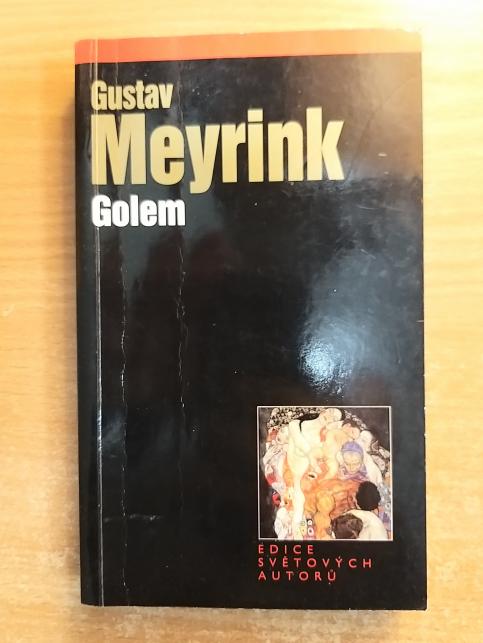 Gustav
Meyrink
Golem
EDICE
SVĚTOVÝCH
AUTORŮ